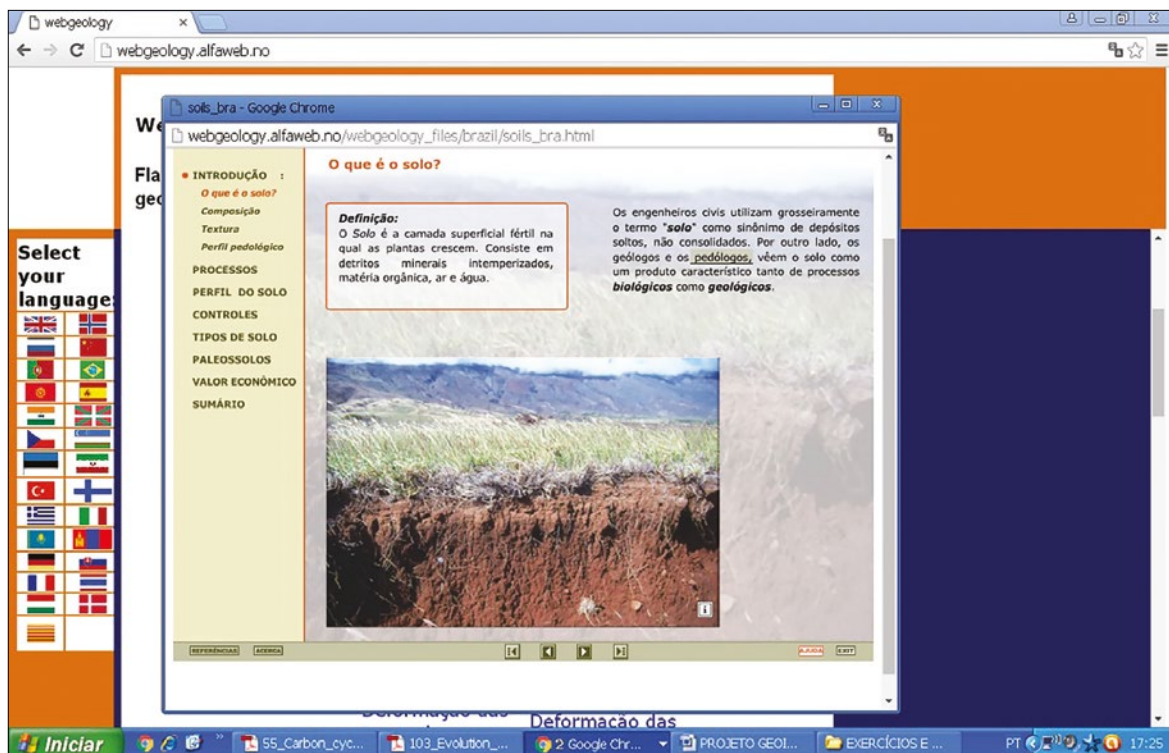 webgeology
webgeology.alfaweb.no
soils_bra - Google Chrome
webgeology.alfaweb.no/webgeology_files/brazil/soils_bra.html
Select
your
language:
INTRODUÇÃO :
O que é o solo?
Composição
Textura
Perfil pedológico
PROCESSOS
PERFIL DO SOLO
CONTROLES
TIPOS DE SOLO
PALEOSSOLOS
VALOR ECONÔMICO
SUMÁRIO
O que é o solo?
Definição:
O Solo é a camada superficial fértil na
qual as plantas crescem. Consiste em
detritos minerais intemperizados,
matéria orgânica, ar e água.
Os engenheiros civis utilizam grosseiramente
o termo "solo" como sinônimo de depósitos
soltos, não consolidados. Por outro lado, os
geólogos e os pedólogos, vêem o solo como
um produto característico tanto de processos
biológicos como geológicos.
i
REFERÊNCIAS ACERCA
AJUDA EXIT
Deformação das
Iniciar
55_Carbon_cyc...
103_Evolution_...
2 Google Chr...
PROJETO GEOL...
EXERCÍCIOS E ...
PT
17:25